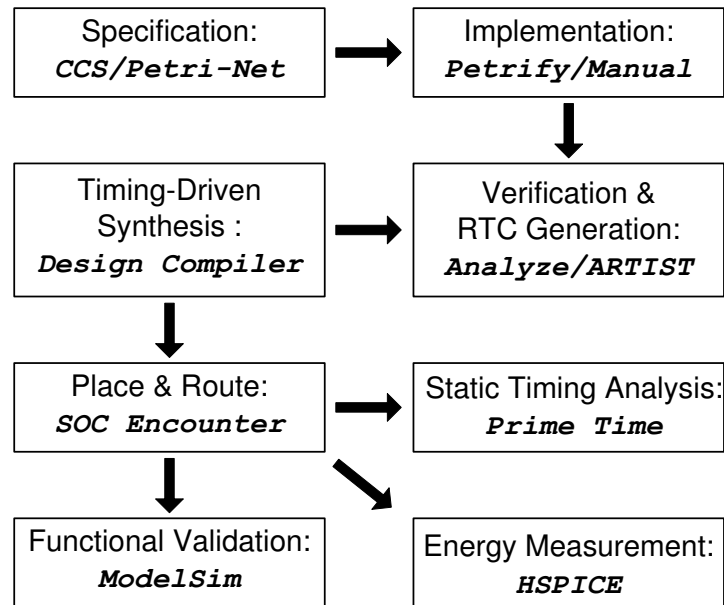 Specification:
CCS/Petri-Net
Implementation:
Petrify/Manual
Timing-Driven
Synthesis :
Design Compiler
Verification &
RTC Generation:
Analyze/ARTIST
Place & Route:
SOC Encounter
Static Timing Analysis:
Prime Time
Functional Validation:
ModelSim
Energy Measurement:
HSPICE